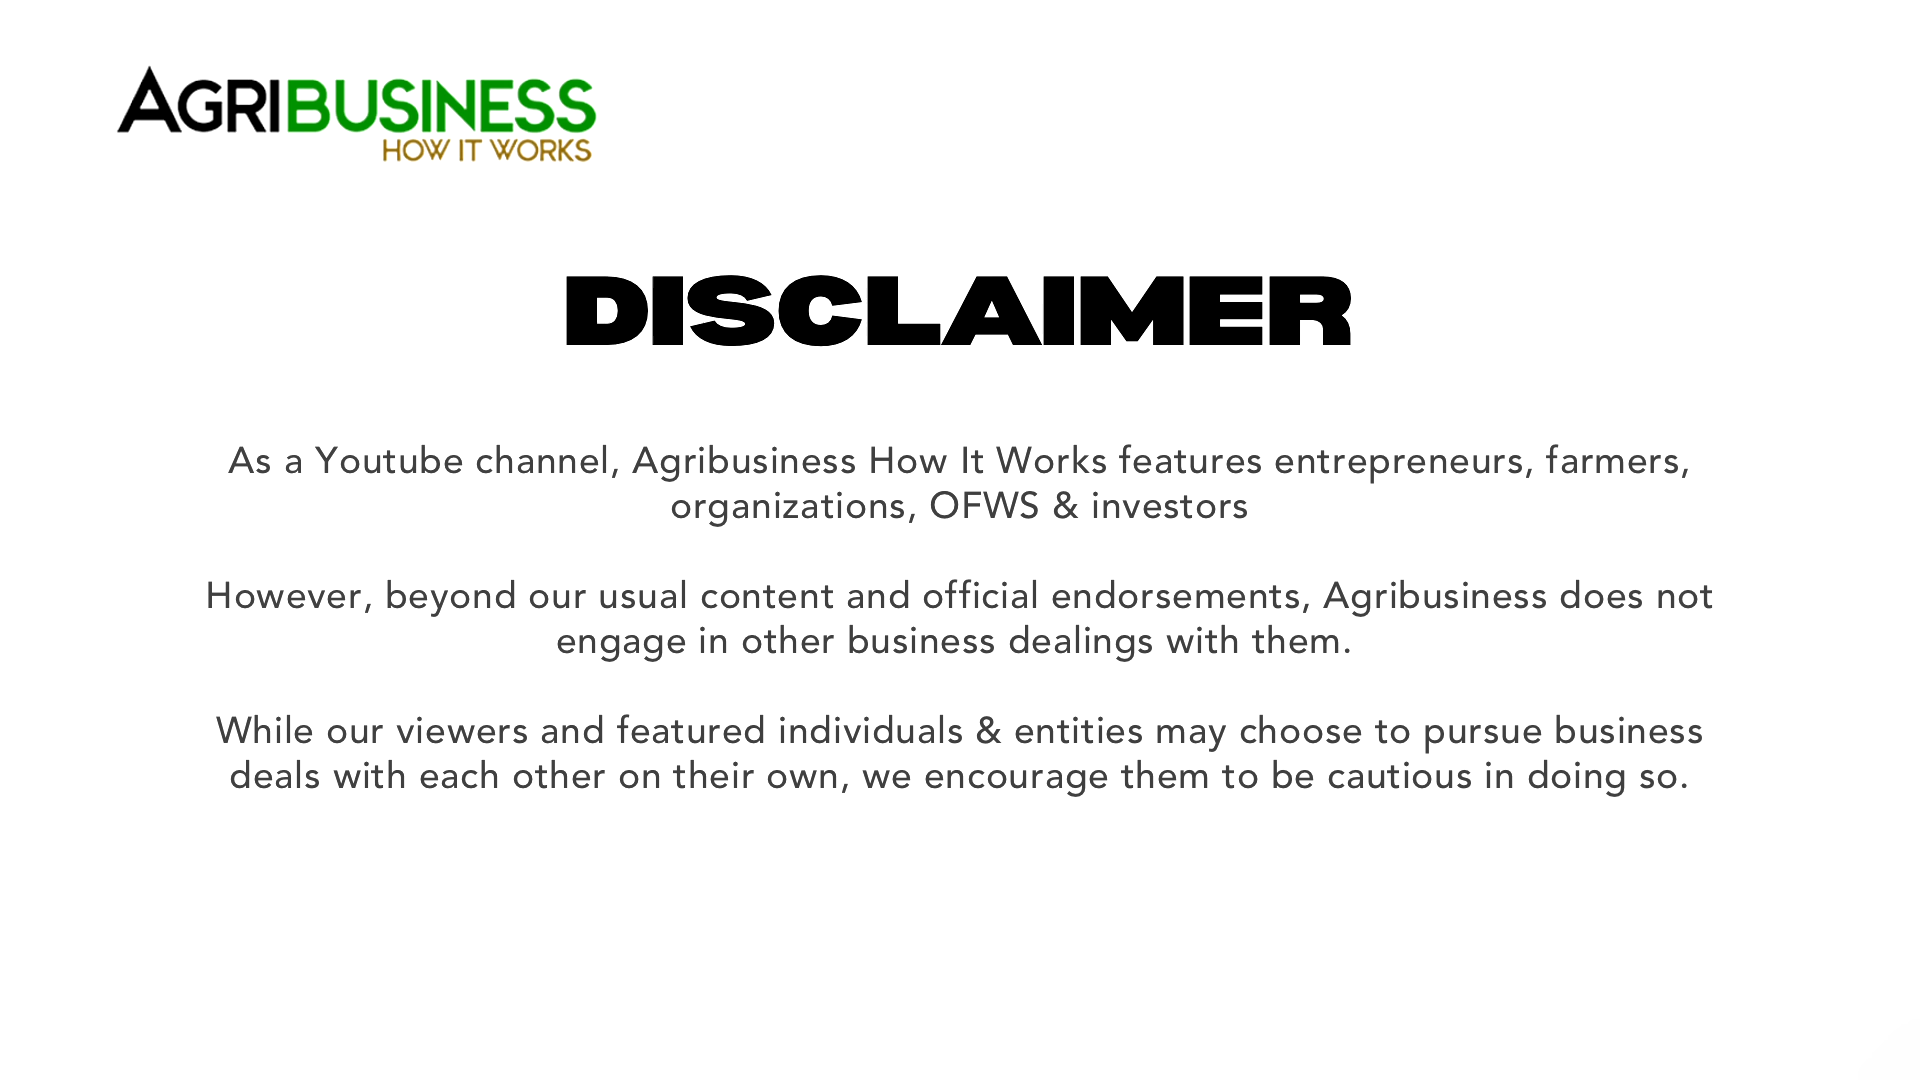 AGRIBUSINESS
HOW IT WORKS
DISCLAIMER
As a Youtube channel, Agribusiness How It Works features entrepreneurs, farmers,
organizations, OFWS & investors
However, beyond our usual content and official endorsements, Agribusiness does not
engage in other business dealings with them.
While our viewers and featured individuals & entities may choose to pursue business
deals with each other on their own, we encourage them to be cautious in doing so.